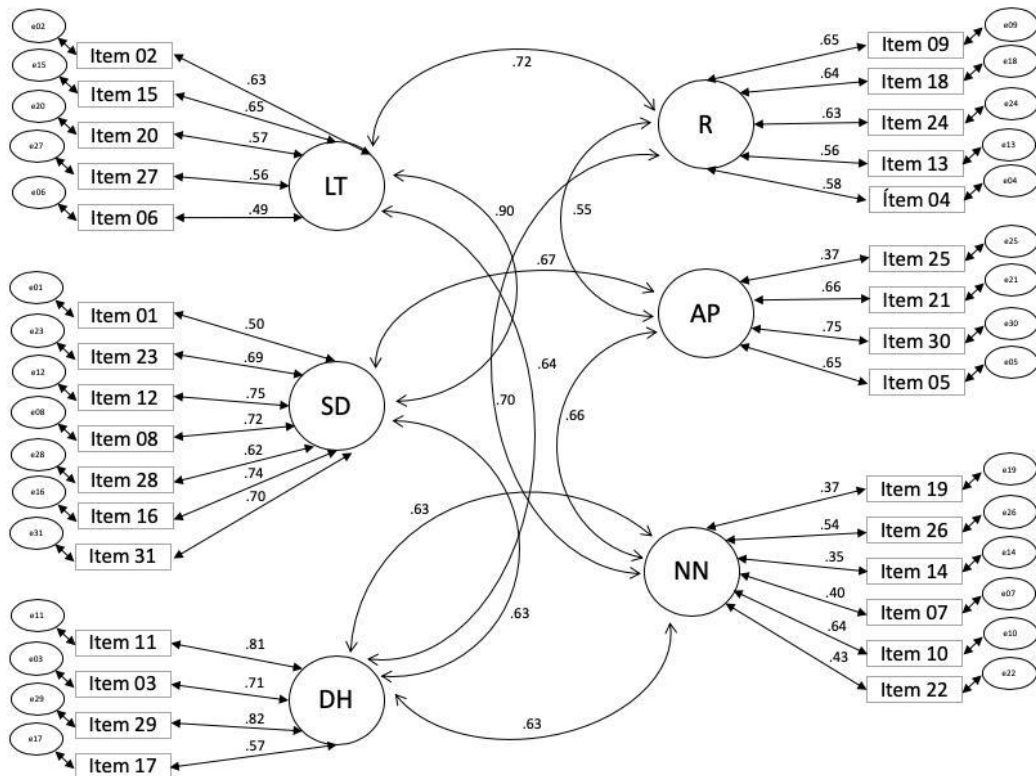 e02
Item 02
.63
e15
Item 15
.65
e20
Item 20
.57
e27
Item 27
.56
e06
Item 06
.49
LT
e01
Item 01
.50
e23
Item 23
.69
e12
Item 12
.75
e08
Item 08
.72
e28
Item 28
.62
e16
Item 16
.74
e31
Item 31
.70
SD
e11
Item 11
.81
e03
Item 03
.71
e29
Item 29
.82
e17
Item 17
.57
DH
.72
.90
.55
.67
.64
.70
.66
.63
.63
.63
R
.65
Item 09
e09
.64
Item 18
e18
.63
Item 24
e24
.56
Item 13
e13
.58
Ítem 04
e04
AP
.37
Item 25
e25
.66
Item 21
e21
.75
Item 30
e30
.65
Item 05
e05
NN
.37
Item 19
e19
.54
Item 26
e26
.35
Item 14
e14
.40
Item 07
e07
.64
Item 10
e10
.43
Item 22
e22